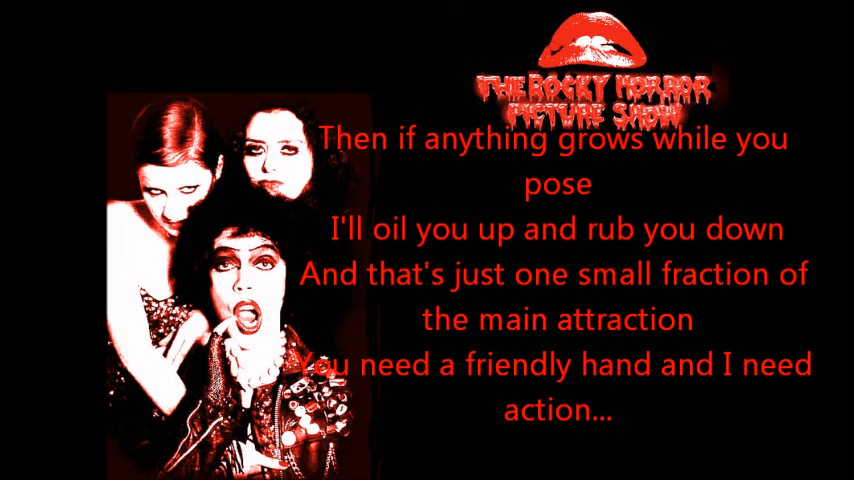 THE ROCKY HORROR
PICTURE SHOW
Then if anything grows while you
pose
I'll oil you up and rub you down
And that's just one small fraction of
the main attraction
You need a friendly hand and I need
action...